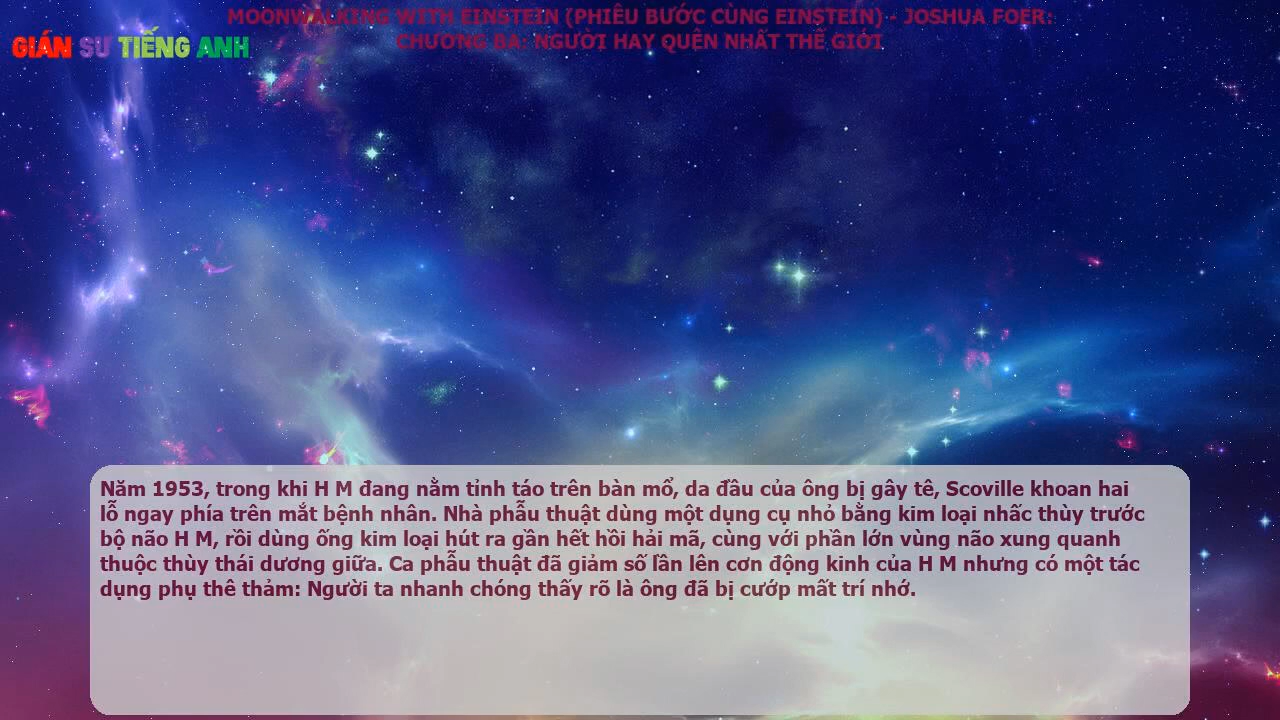 MOONWALKING WITH EINSTEIN (PHIÊU BƯỚC CÙNG EINSTEIN) - JOSHUA FOER:
CHƯƠNG BA: NGƯỜI HAY QUÊN NHẤT THẾ GIỚI
GIÁN SƯ TIẾNG ANH
Năm 1953, trong khi H M đang nằm tỉnh táo trên bàn mổ, da đầu của ông bị gây tê, Scoville khoan hai
lỗ ngay phía trên mắt bệnh nhân. Nhà phẫu thuật dùng một dụng cụ nhỏ bằng kim loại nhấc thùy trước
bộ não H M, rồi dùng ống kim loại hút ra gần hết hồi hải mã, cùng với phần lớn vùng não xung quanh
thuộc thùy thái dương giữa. Ca phẫu thuật đã giảm số lần lên cơn động kinh của H M nhưng có một tác
dụng phụ thê thảm: Người ta nhanh chóng thấy rõ là ông đã bị cướp mất trí nhớ.